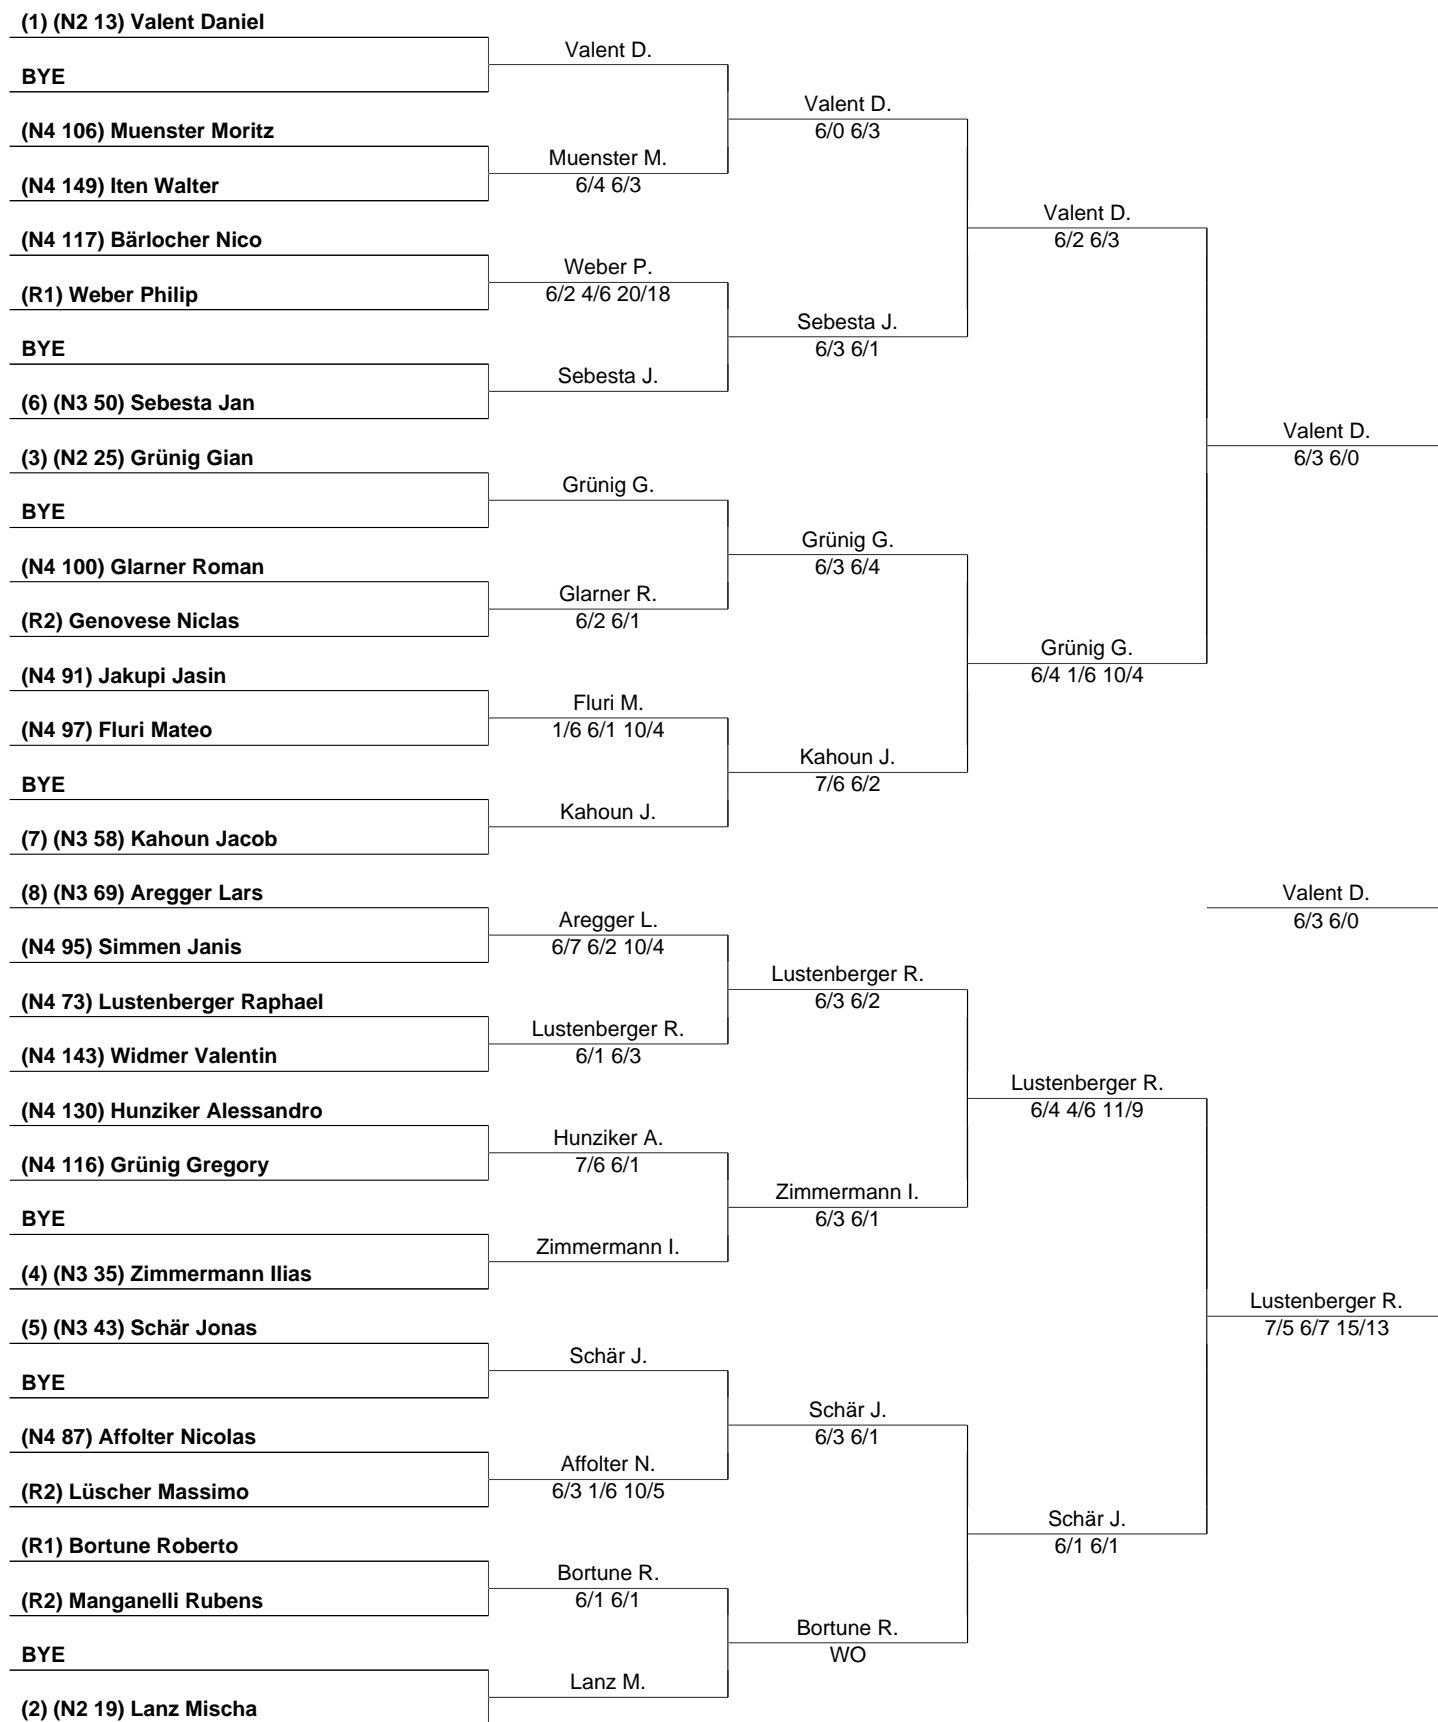 (1) (N2 13) Valent Daniel
BYE
(N4 106) Muenster Moritz
(N4 149) Iten Walter
(N4 117) Bärlocher Nico
(R1) Weber Philip
BYE
(6) (N3 50) Sebesta Jan
(3) (N2 25) Grünig Gian
BYE
(N4 100) Glarner Roman
(R2) Genovese Niclas
(N4 91) Jakupi Jasin
(N4 97) Fluri Mateo
BYE
(7) (N3 58) Kahoun Jacob
(8) (N3 69) Aregger Lars
(N4 95) Simmen Janis
(N4 73) Lustenberger Raphael
(N4 143) Widmer Valentin
(N4 130) Hunziker Alessandro
(N4 116) Grünig Gregory
BYE
(4) (N3 35) Zimmermann Ilias
(5) (N3 43) Schär Jonas
BYE
(N4 87) Affolter Nicolas
(R2) Lüscher Massimo
(R1) Bortune Roberto
(R2) Manganelli Rubens
BYE
(2) (N2 19) Lanz Mischa
Valent D.
Muenster M.
6/4 6/3
Weber P.
6/2 4/6 20/18
Sebesta J.
Grünig G.
Glarner R.
6/2 6/1
Fluri M.
1/6 6/1 10/4
Kahoun J.
Aregger L.
6/7 6/2 10/4
Lustenberger R.
6/1 6/3
Hunziker A.
7/6 6/1
Zimmermann I.
Schär J.
Affolter N.
6/3 1/6 10/5
Bortune R.
6/1 6/1
Lanz M.
Valent D.
6/0 6/3
Sebesta J.
6/3 6/1
Grünig G.
6/3 6/4
Kahoun J.
7/6 6/2
Lustenberger R.
6/3 6/2
Zimmermann I.
6/3 6/1
Schär J.
6/3 6/1
Bortune R.
WO
Valent D.
6/2 6/3
Grünig G.
6/4 1/6 10/4
Lustenberger R.
6/4 4/6 11/9
Schär J.
6/1 6/1
Valent D.
6/3 6/0
Valent D.
6/3 6/0
Lustenberger R.
7/5 6/7 15/13